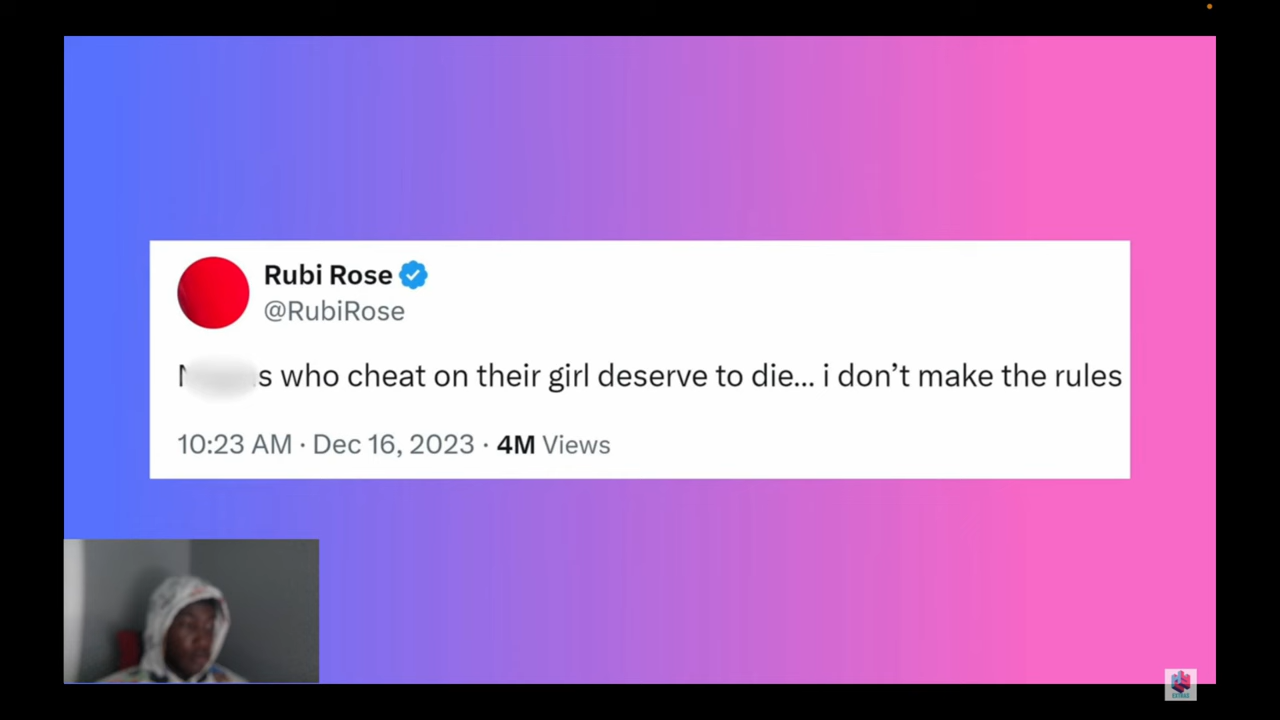 Rubi Rose
@RubiRose
who cheat on their girl deserve to die... i don’t make the rules
10:23 AM · Dec 16, 2023 · 4M Views